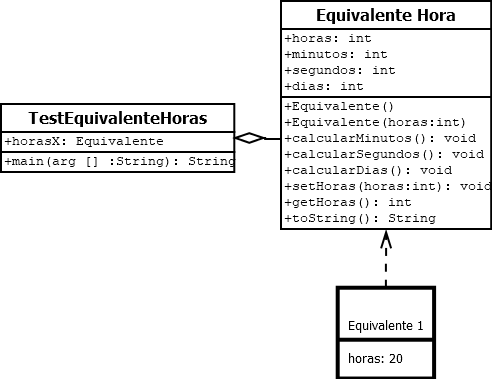 Equivalente Hora
+horas: int
+minutos: int
+segundos: int
+dias: int
+Equivalente()
+Equivalente(horas:int)
+calcularMinutos(): void
+calcularSegundos(): void
+calcularDias(): void
+setHoras(horas:int): void
+getHoras(): int
+toString(): String
TestEquivalenteHoras
+horasX: Equivalente
+main(arg [] :String): String
Equivalente 1
horas: 20